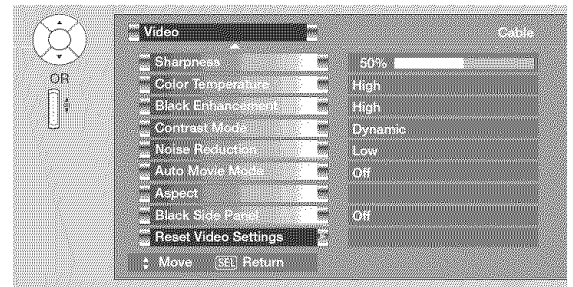 Video Cable
Sharpness 50%
Color Temperature High
Black Enhancement High
Contrast Mode Dynamic
Noise Reduction Low
Auto Movie Mode Off
Aspect
Black Side Panel Off
Reset Video Settings
Move SEL Return
OR